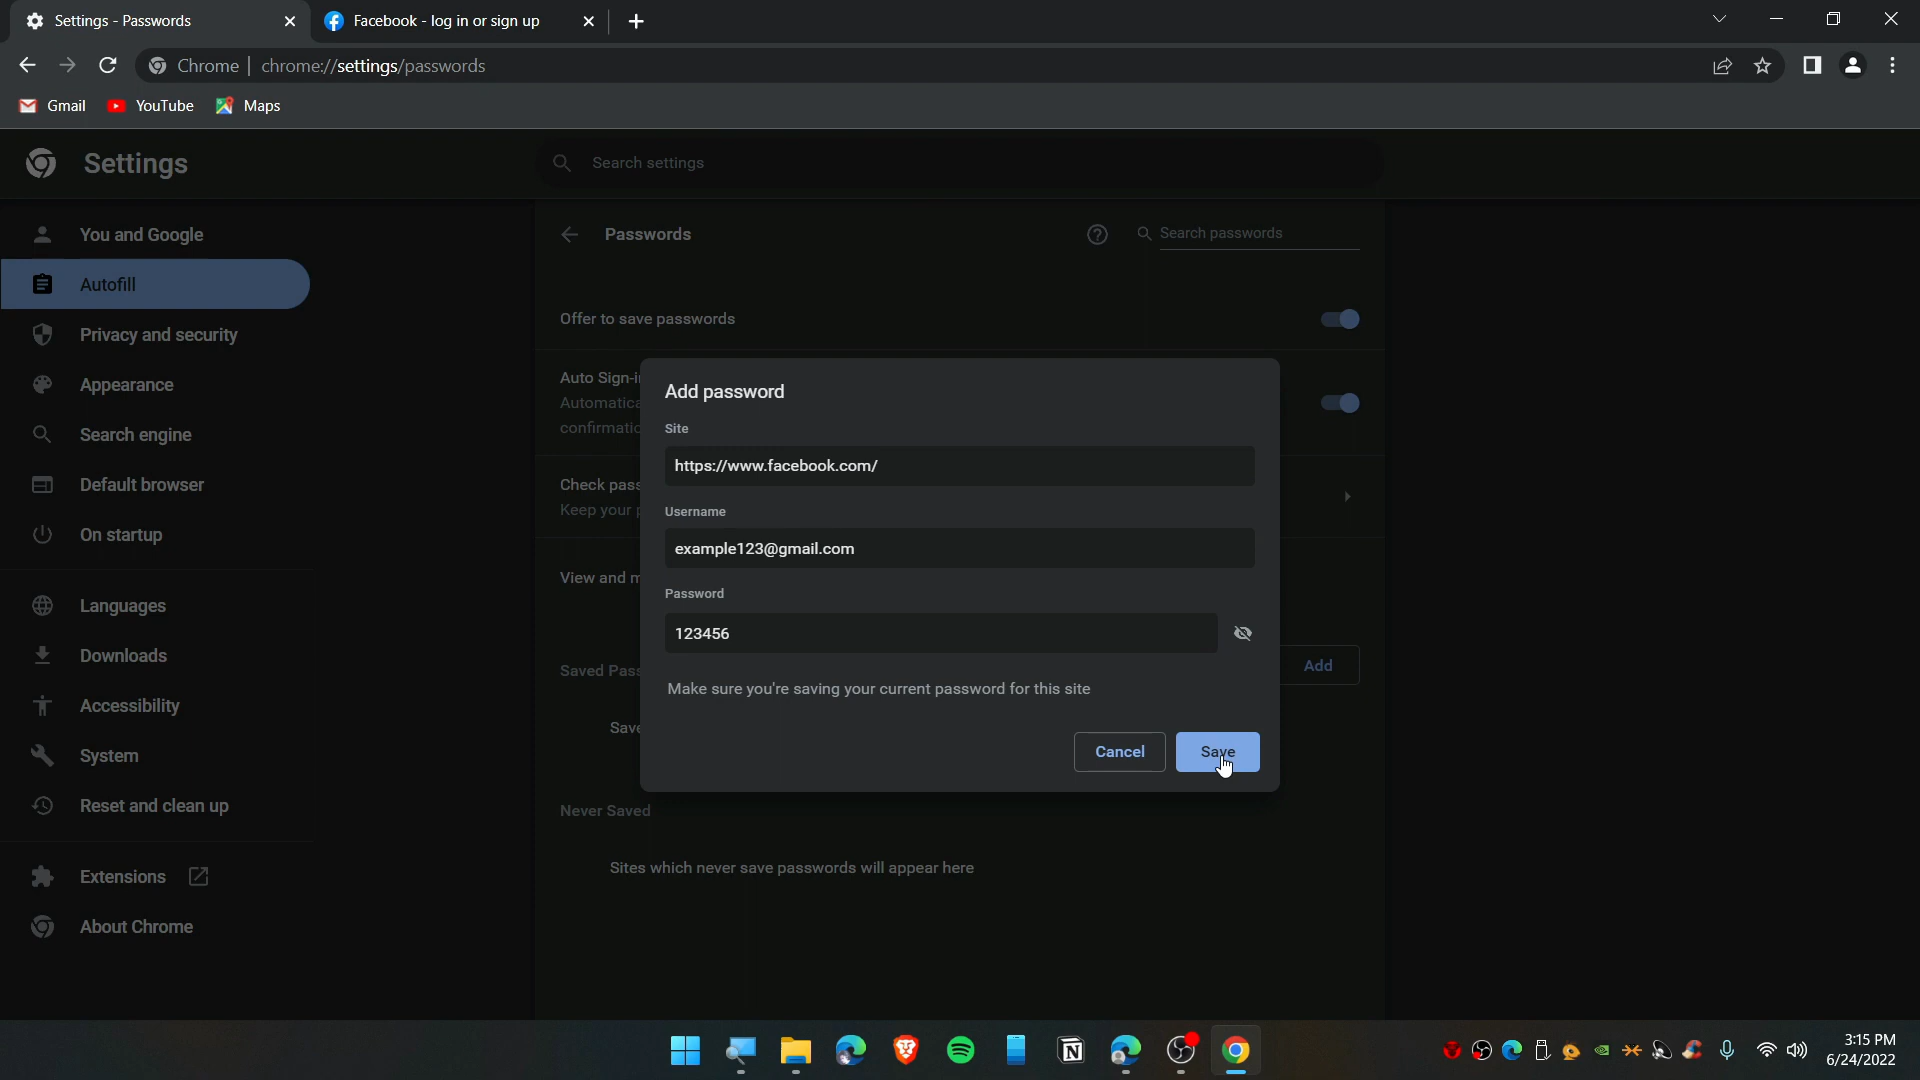 Settings - Passwords
Facebook - log in or sign up
Chrome | chrome://settings/passwords
Gmail
YouTube
Maps
Settings
Search settings
You and Google
Autofill
Privacy and security
Appearance
Search engine
Default browser
On startup
Languages
Downloads
Accessibility
System
Reset and clean up
Extensions
About Chrome
Passwords
Search passwords
Offer to save passwords
Auto Sign-i
Automatica
confirmatio
Check pass
Keep your p
View and m
Saved Pass
Add
Save
Never Saved
Sites which never save passwords will appear here
Add password
Site
https://www.facebook.com/
Username
example123@gmail.com
Password
123456
Make sure you're saving your current password for this site
Cancel
Save
3:15 PM
6/24/2022